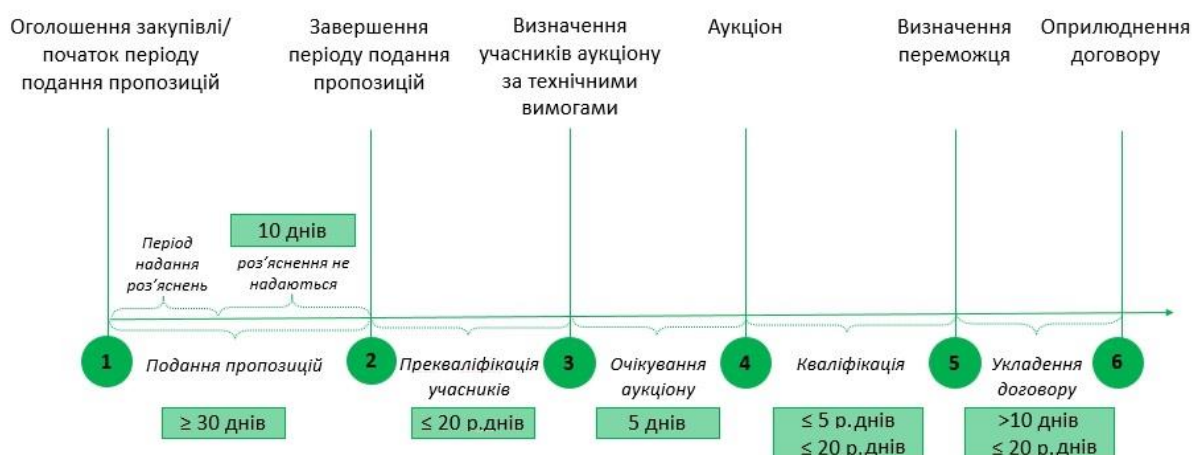 Оголошення закупівлі/
початок періоду
подання пропозицій
Завершення
періоду подання
пропозицій
Визначення
учасників аукціону
за технічними
вимогами
Аукціон
Визначення
переможця
Оприлюднення
договору
Період
надання
роз’яснень
10 днів
роз’яснення не
надаються
1
Подання пропозицій
≥ 30 днів
2
Прекваліфікація
учасників
≤ 20 р.днів
3
Очікування
аукціону
5 днів
4
Кваліфікація
≤ 5 р.днів
≤ 20 р.днів
5
Укладення
договору
>10 днів
≤ 20 р.днів
6